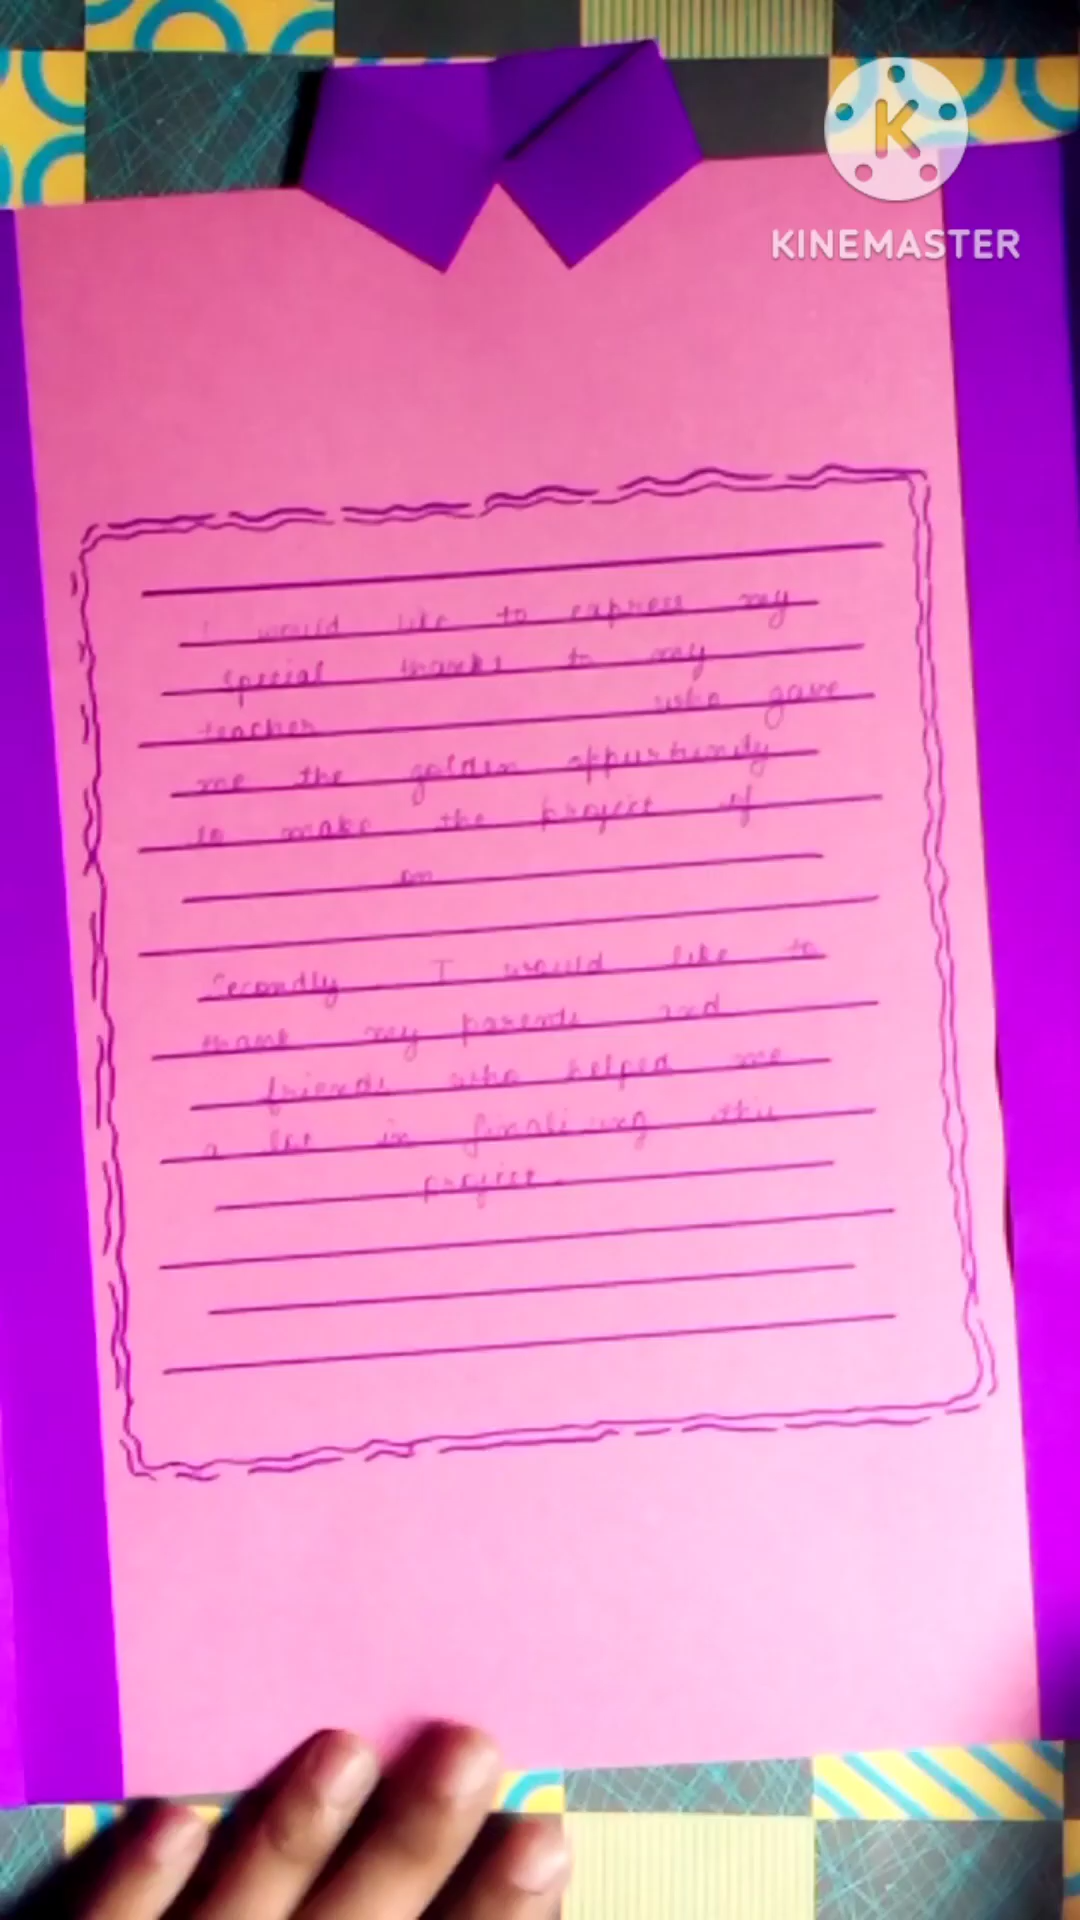 KINEMASTER
I would like to express my
special thanks to my
teacher who gave
me the golden oppurtunity
to make the project of
on
Secondly I would like to
thank my parents and
friends who helped me
a lot in finalizing this
project.